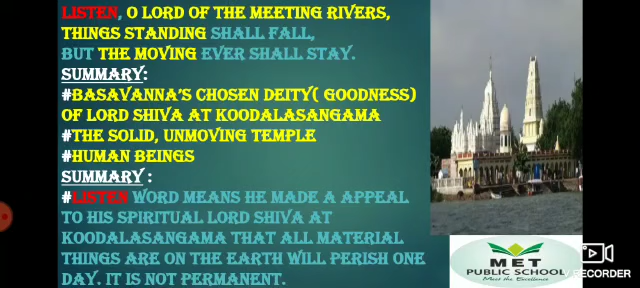 LISTEN, O LORD OF THE MEETING RIVERS,
THINGS STANDING SHALL FALL,
BUT THE MOVING EVER SHALL STAY.
SUMMARY:
#BASAVANNA'S CHOSEN DEITY( GOODNESS)
OF LORD SHIVA AT KOODALASANGAMA
#THE SOLID, UNMOVING TEMPLE
#HUMAN BEINGS
SUMMARY :
#LISTEN WORD MEANS HE MADE A APPEAL
TO HIS SPIRITUAL LORD SHIVA AT
KOODALASANGAMA THAT ALL MATERIAL
THINGS ARE ON THE EARTH WILL PERISH ONE
DAY. IT IS NOT PERMANENT.
MET
PUBLIC SCHOOL
Meet the Excellence
RECORDER